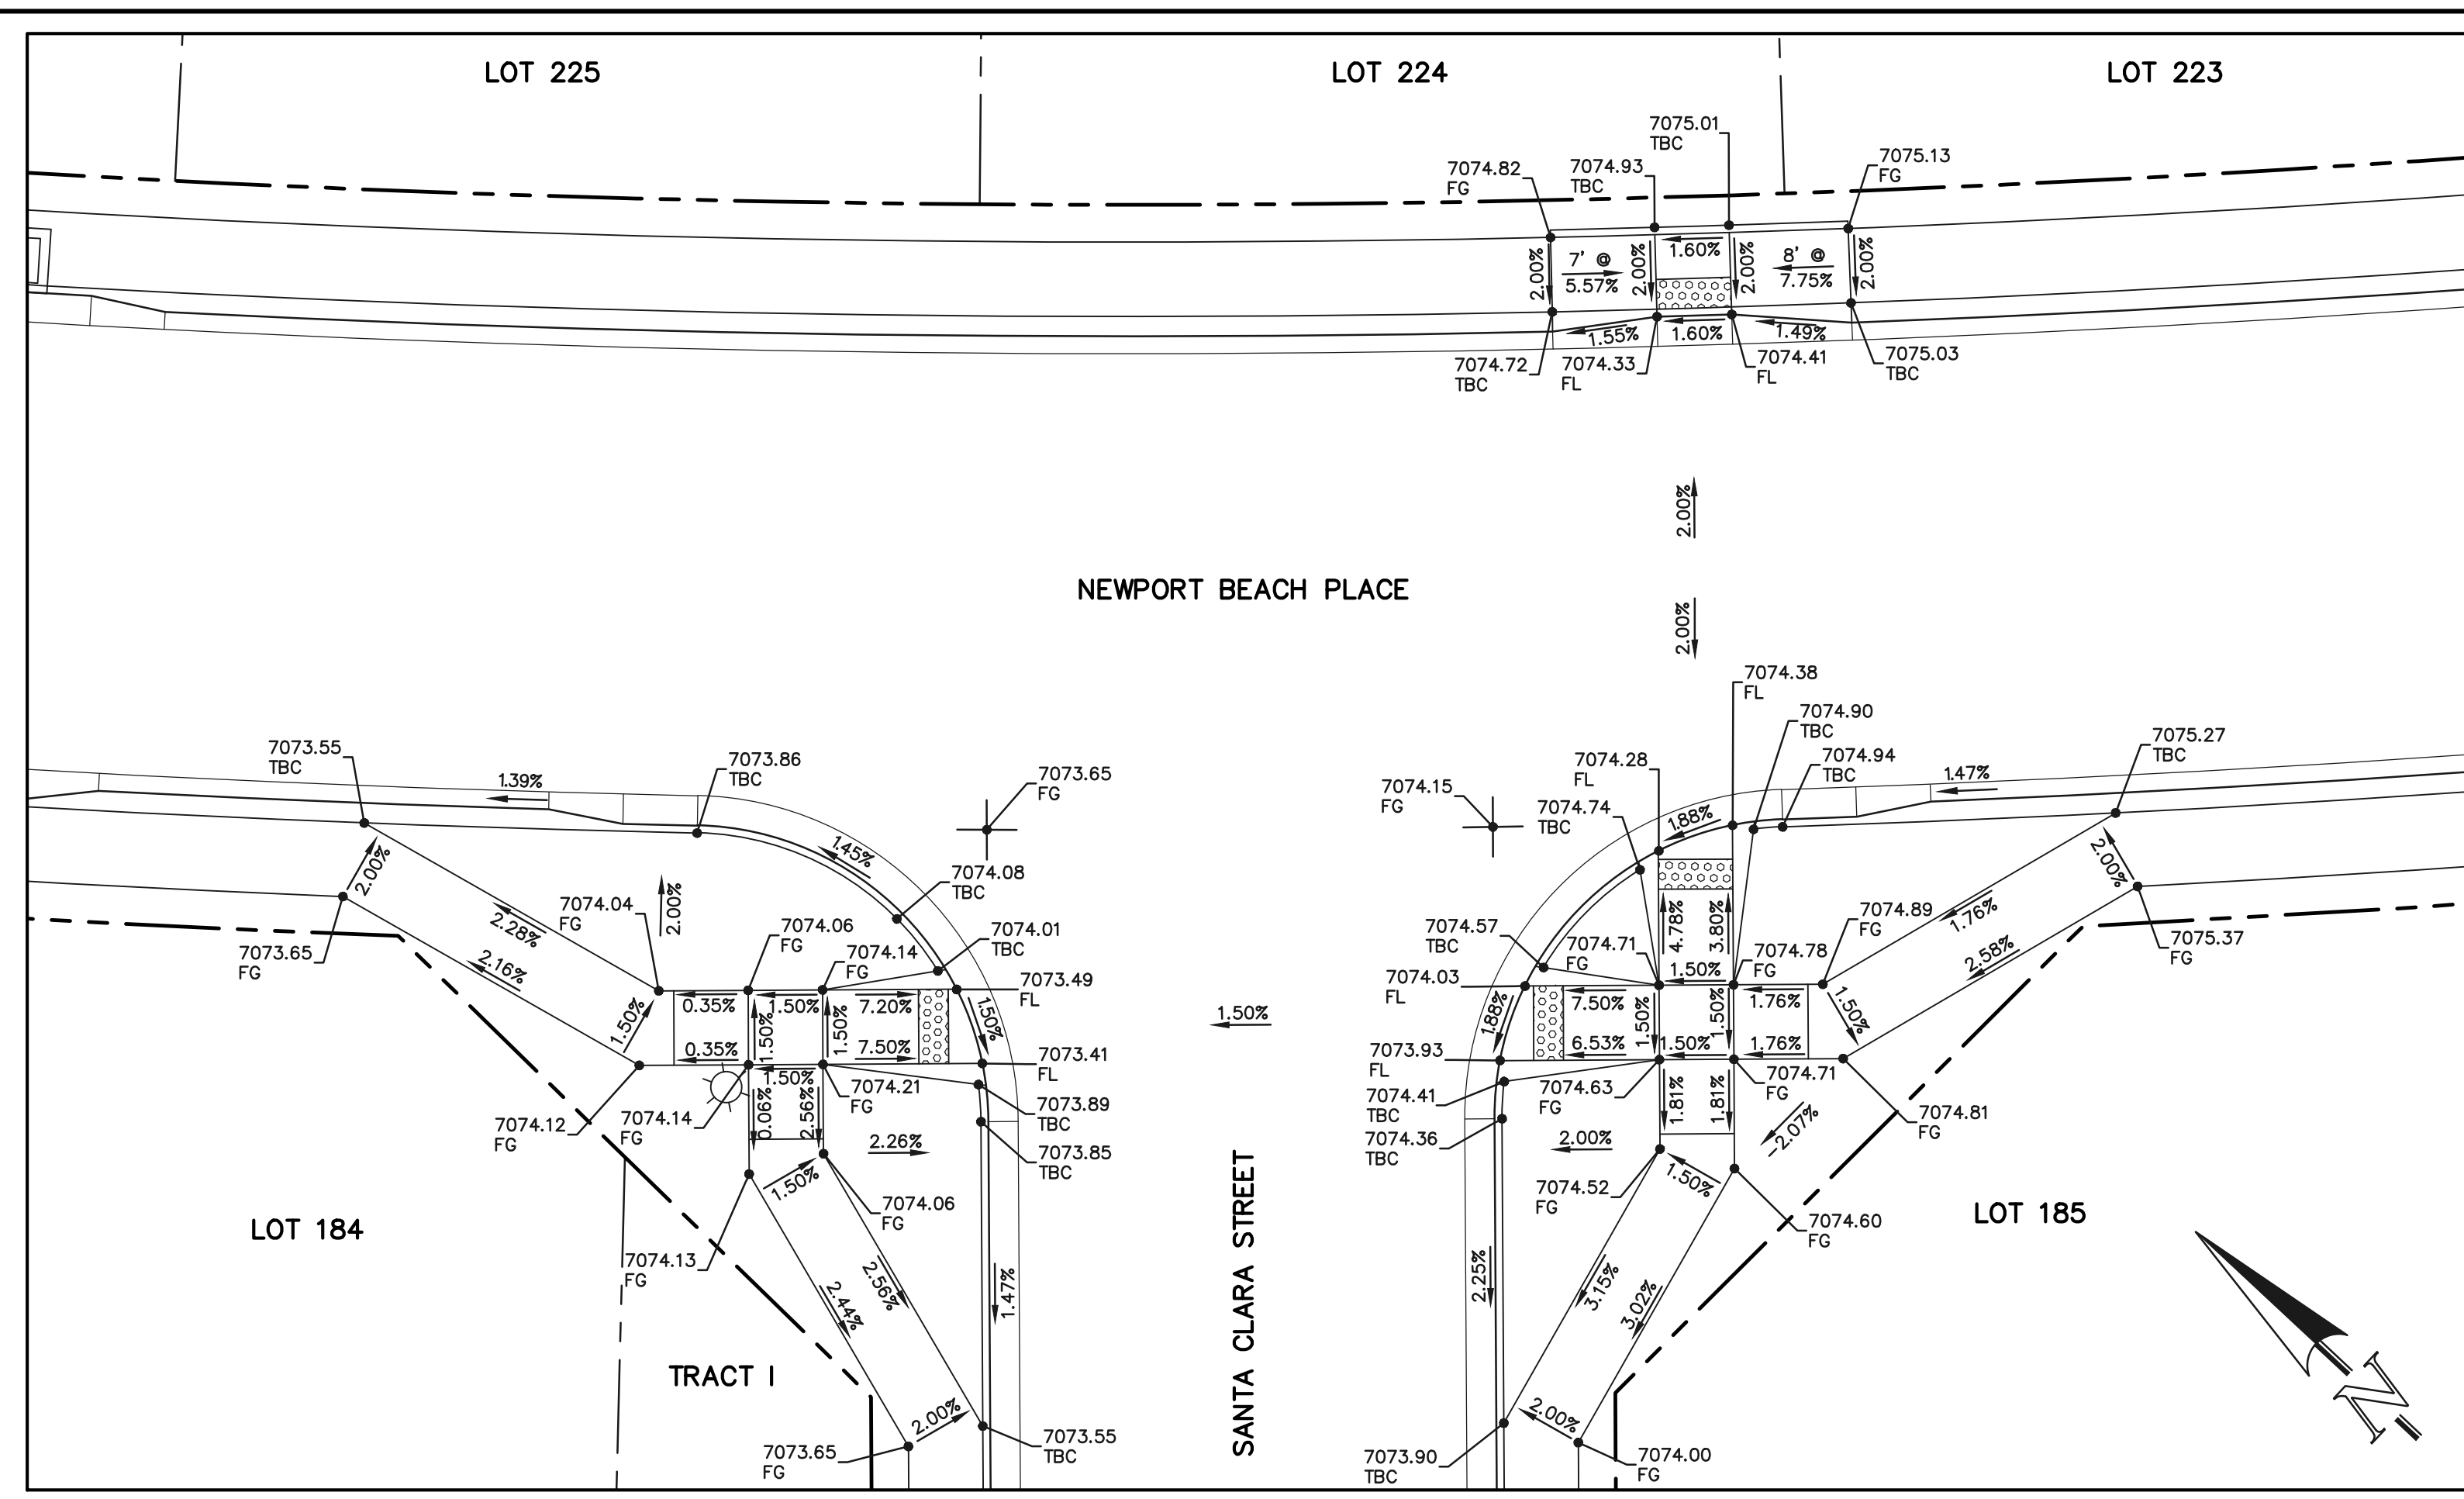 LOT 225
LOT 224
LOT 223
7075.01
TBC
7074.82
FG
7074.93
TBC
7075.13
FG
2.00%
7' @
5.57%
2.00%
1.60%
2.00%
8' @
7.75%
2.00%
1.55%
1.60%
1.49%
7074.72
TBC
7074.33
FL
7074.41
FL
7075.03
TBC
2.00%
NEWPORT BEACH PLACE
2.00%
7073.55
TBC
1.39%
7073.86
TBC
7073.65
FG
1.45%
7074.08
TBC
2.00%
7074.04
FG
2.00%
2.28%
2.16%
7073.65
FG
7074.06
FG
7074.14
FG
7074.01
TBC
7073.49
FL
1.50%
0.35%
1.50%
7.20%
1.50%
1.50%
1.50%
0.35%
7.50%
7073.41
FL
1.50%
7074.21
FG
7073.89
TBC
7074.12
FG
7074.14
FG
0.06%
2.56%
2.26%
7073.85
TBC
1.50%
7074.06
FG
7074.13
FG
LOT 184
2.44%
2.56%
1.47%
TRACT I
2.00%
7073.65
FG
7073.55
TBC
1.50%
SANTA CLARA STREET
7074.38
FL
7074.90
TBC
7074.94
TBC
7075.27
TBC
7074.28
FL
7074.15
FG
7074.74
TBC
1.88%
1.47%
2.00%
7074.57
TBC
7074.71
FG
4.78%
3.80%
7074.89
FG
1.76%
7074.78
FG
2.58%
7075.37
FG
7074.03
FL
1.50%
1.88%
7.50%
1.50%
1.50%
1.76%
1.50%
7073.93
FL
6.53%
1.50%
1.76%
7074.41
TBC
7074.63
FG
7074.71
FG
1.81%
1.81%
-2.07%
7074.81
FG
7074.36
TBC
2.00%
7074.52
FG
1.50%
7074.60
FG
LOT 185
2.25%
3.15%
3.02%
2.00%
7073.90
TBC
7074.00
FG
N